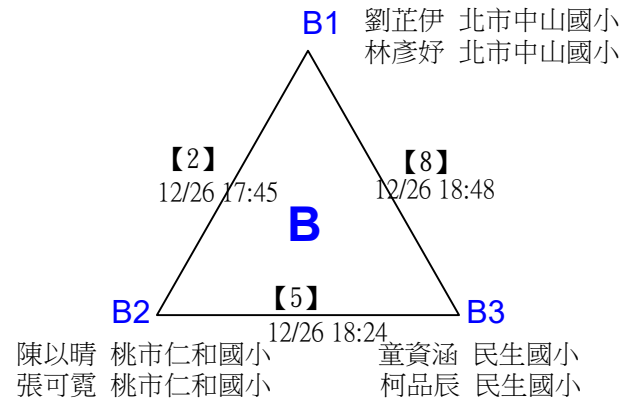 B1 劉芷伊 北市中山國小
林彥妤 北市中山國小
【2】
12/26 17:45
【8】
12/26 18:48
B
B2
【5】
12/26 18:24
B3
陳以晴 桃市仁和國小
張可霓 桃市仁和國小
童資涵 民生國小
柯品辰 民生國小